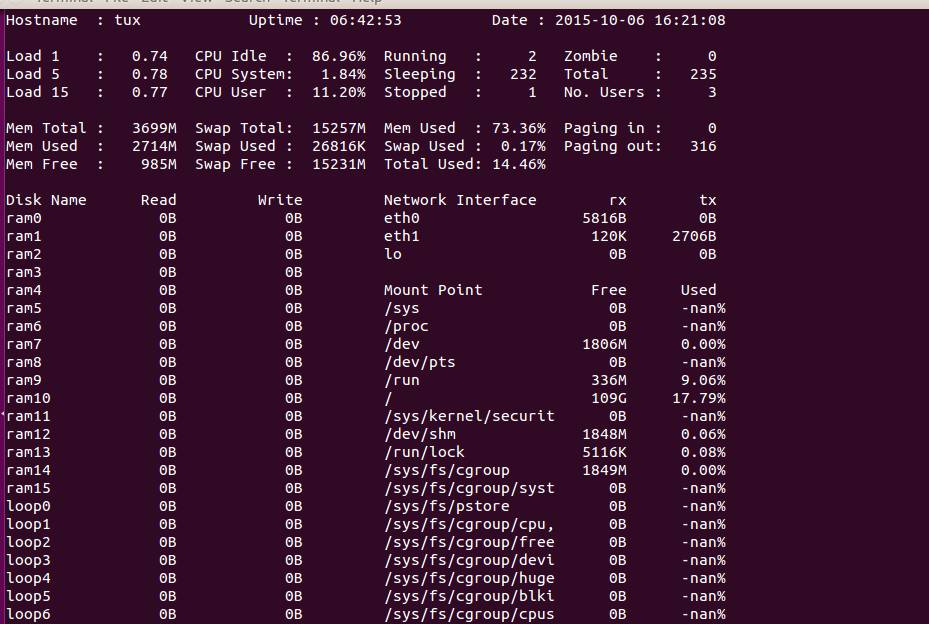 Terminal File Edit View Search Terminal Help
Hostname : tux Uptime : 06:42:53 Date : 2015-10-06 16:21:08
Load 1 : 0.74 CPU Idle : 86.96% Running : 2 Zombie : 0
Load 5 : 0.78 CPU System: 1.84% Sleeping : 232 Total : 235
Load 15 : 0.77 CPU User : 11.20% Stopped : 1 No. Users : 3
Mem Total : 3699M Swap Total: 15257M Mem Used : 73.36% Paging in : 0
Mem Used : 2714M Swap Used : 26816K Swap Used : 0.17% Paging out: 316
Mem Free : 985M Swap Free : 15231M Total Used: 14.46%
Disk Name Read Write Network Interface rx tx
ram0 0B 0B eth0 5816B 0B
ram1 0B 0B eth1 120K 2706B
ram2 0B 0B lo 0B 0B
ram3 0B 0B
ram4 0B 0B Mount Point Free Used
ram5 0B 0B /sys 0B -nan%
ram6 0B 0B /proc 0B -nan%
ram7 0B 0B /dev 1806M 0.00%
ram8 0B 0B /dev/pts 0B -nan%
ram9 0B 0B /run 336M 9.06%
ram10 0B 0B / 109G 17.79%
ram11 0B 0B /sys/kernel/securit 0B -nan%
ram12 0B 0B /dev/shm 1848M 0.06%
ram13 0B 0B /run/lock 5116K 0.08%
ram14 0B 0B /sys/fs/cgroup 1849M 0.00%
ram15 0B 0B /sys/fs/cgroup/syst 0B -nan%
loop0 0B 0B /sys/fs/pstore 0B -nan%
loop1 0B 0B /sys/fs/cgroup/cpu, 0B -nan%
loop2 0B 0B /sys/fs/cgroup/free 0B -nan%
loop3 0B 0B /sys/fs/cgroup/devi 0B -nan%
loop4 0B 0B /sys/fs/cgroup/huge 0B -nan%
loop5 0B 0B /sys/fs/cgroup/blki 0B -nan%
loop6 0B 0B /sys/fs/cgroup/cpus 0B -nan%